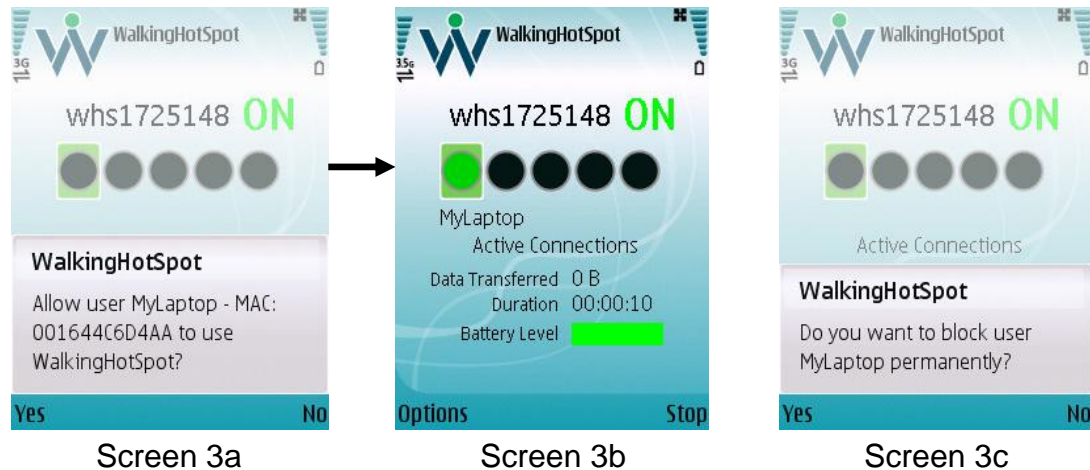 WalkingHotSpot
3G
whs1725148 ON
WalkingHotSpot
Allow user MyLaptop - MAC:
001644C6D4AA to use
WalkingHotSpot?
Yes No
Screen 3a
WalkingHotSpot
3.5G
whs1725148 ON
MyLaptop
Active Connections
Data Transferred 0 B
Duration 00:00:10
Battery Level
Options Stop
Screen 3b
WalkingHotSpot
3G
whs1725148 ON
Active Connections
WalkingHotSpot
Do you want to block user
MyLaptop permanently?
Yes No
Screen 3c